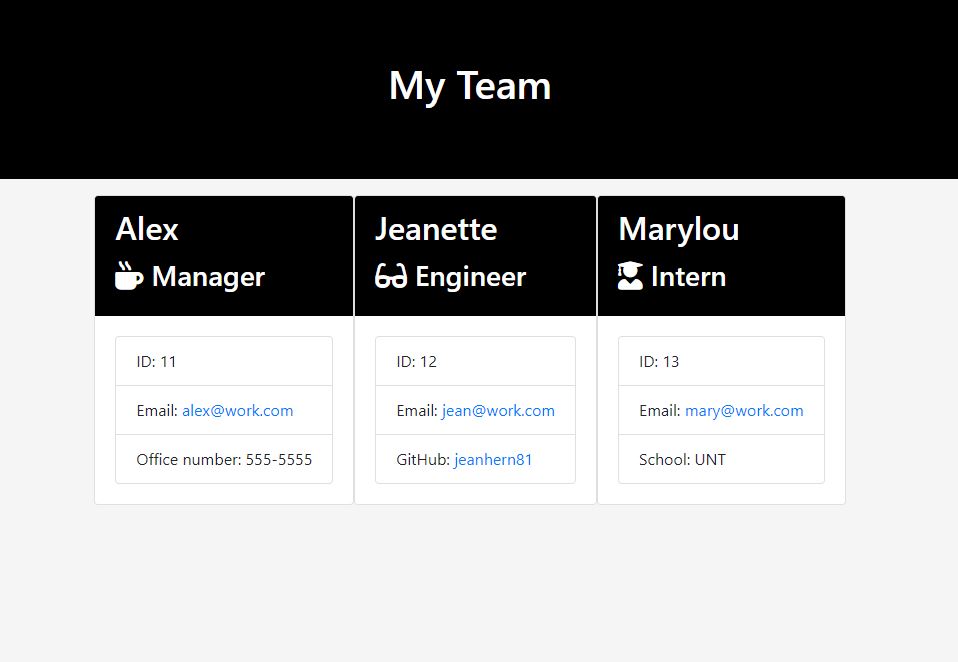 My Team
Alex
Manager
ID: 11
Email: alex@work.com
Office number: 555-5555
Jeanette
Engineer
ID: 12
Email: jean@work.com
GitHub: jeanhern81
Marylou
Intern
ID: 13
Email: mary@work.com
School: UNT